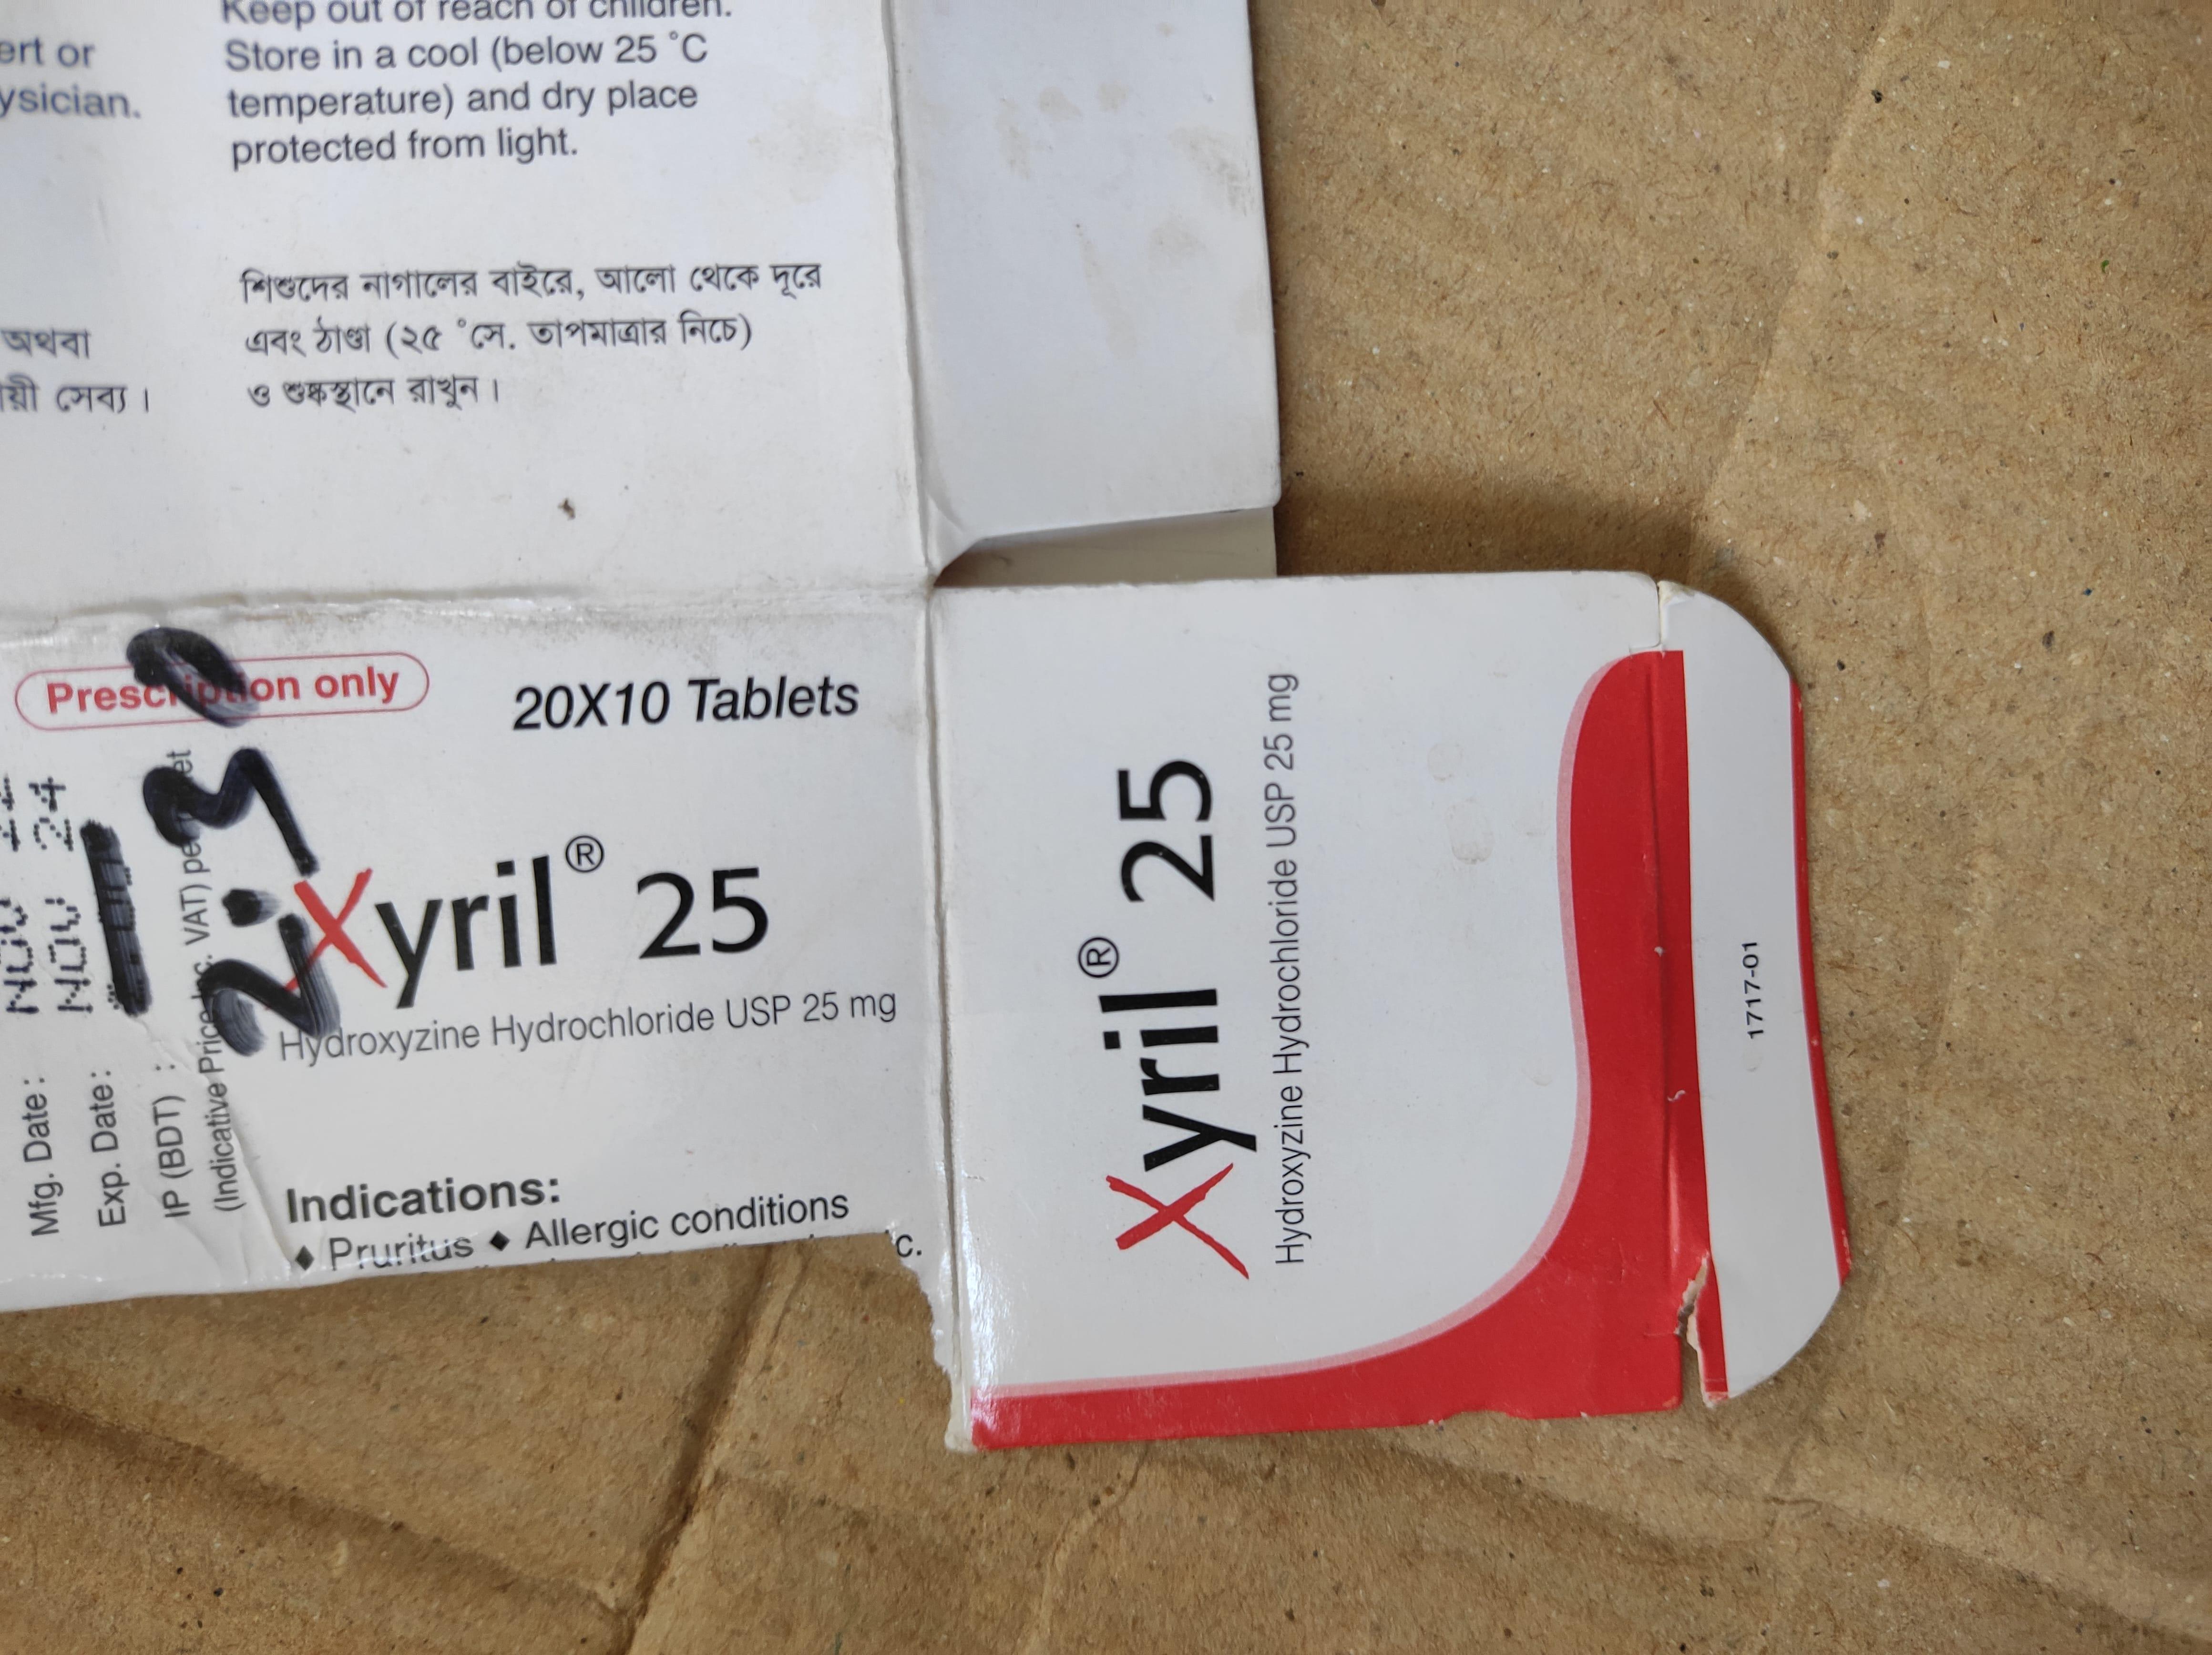 Mfg. Date :
NOV
Exp. Date :
NOV 24
IP (BDT) :
(Indicative Price Inc. VAT) per
2.30
Prescription only
Xyril® 25
Hydroxyzine Hydrochloride USP 25 mg
20X10 Tablets
Indications:
♦ Pruritus ♦ Allergic conditions
c.
ert or
ysician.
অথবা
য়ী সেব্য।
Keep out of reach of children.
Store in a cool (below 25 °C
temperature) and dry place
protected from light.
শিশুদের নাগালের বাইরে, আলো থেকে দূরে
এবং ঠাণ্ডা (২৫ °সে. তাপমাত্রার নিচে)
ও শুষ্কস্থানে রাখুন।
Xyril® 25
Hydroxyzine Hydrochloride USP 25 mg
1717-01